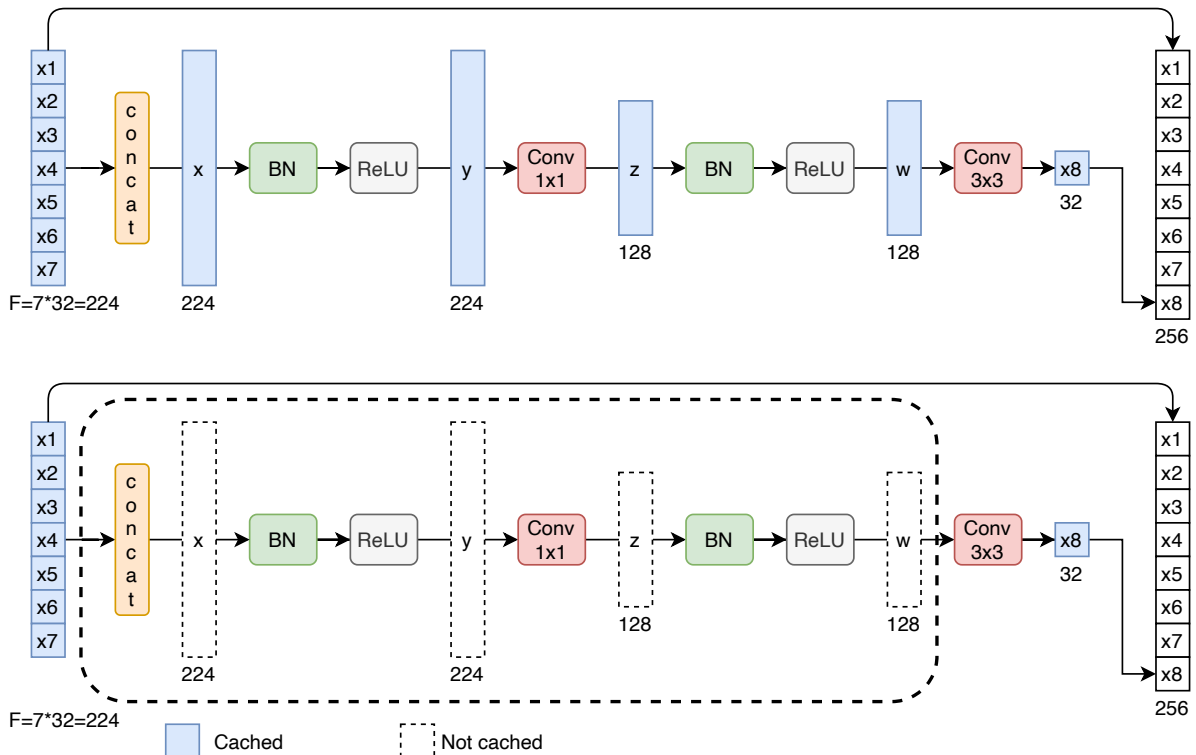 x1
x2
x3
x4
x5
x6
x7
F=7*32=224
concat
x
224
BN
ReLU
y
224
Conv
1x1
z
128
BN
ReLU
w
128
Conv
3x3
x8
32
x1
x2
x3
x4
x5
x6
x7
x8
256
x1
x2
x3
x4
x5
x6
x7
F=7*32=224
concat
x
224
BN
ReLU
y
224
Conv
1x1
z
128
BN
ReLU
w
128
Conv
3x3
x8
32
x1
x2
x3
x4
x5
x6
x7
x8
256
Cached
Not cached